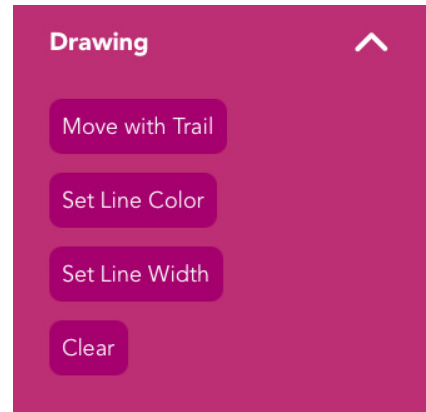 Drawing
Move with Trail
Set Line Color
Set Line Width
Clear